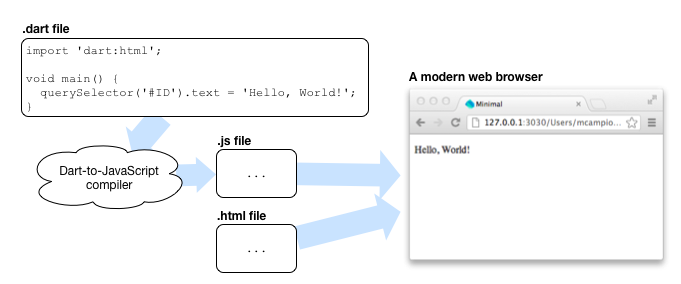 .dart file
import 'dart:html';
void main() {
querySelector('#ID').text = 'Hello, World!';
}
Dart-to-JavaScript
compiler
.js file
...
.html file
...
A modern web browser
Minimal
127.0.0.1:3030/Users/mcampio...
Hello, World!